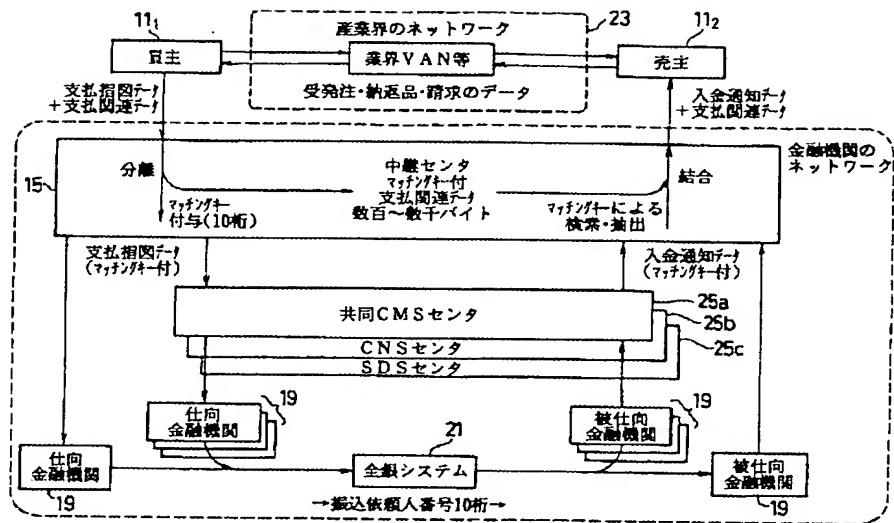 産業界のネットワーク
23
11₁
11₂
買主
業界VAN等
売主
支払指図データ
+支払関連データ
受発注・納返品・請求のデータ
入金通知データ
+支払関連データ
金融機関の
ネットワーク
15
分離
中継センタ
マッチングキー付
支払関連データ
数百~数千バイト
結合
マッチングキー
付与(10桁)
マッチングキーによる
検索・抽出
支払指図データ
(マッチングキー付)
入金通知データ
(マッチングキー付)
共同CMSセンタ
25a
25b
CNSセンタ
25c
SDSセンタ
19
仕向
金融機関
19
被仕向
金融機関
21
仕向
金融機関
全銀システム
被仕向
金融機関
19
→振込依頼人番号10桁→
19